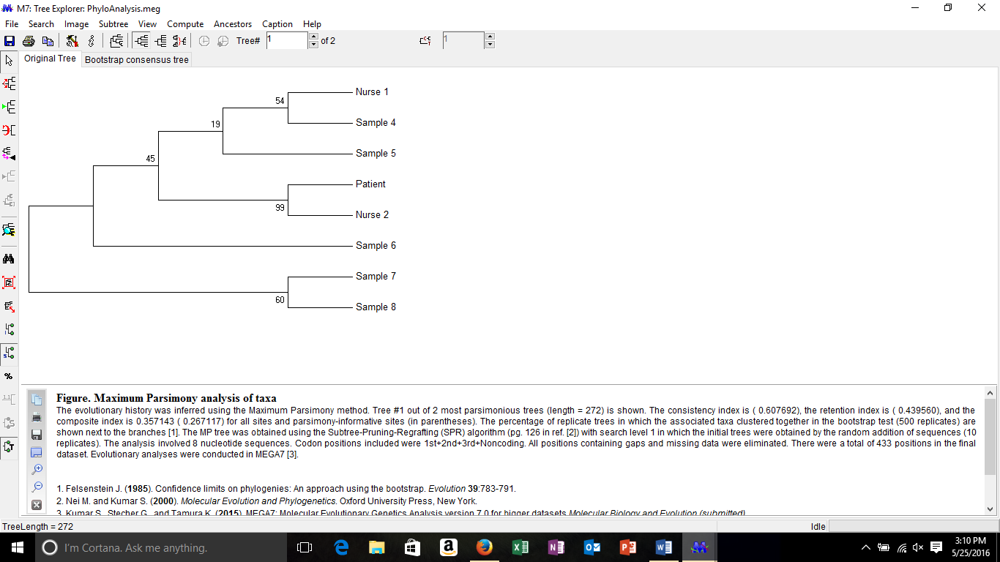 M7: Tree Explorer: PhyloAnalysis.meg
File Search Image Subtree View Compute Ancestors Caption Help
Tree# 1 of 2 1
Original Tree Bootstrap consensus tree
54 Nurse 1
Sample 4
19
Sample 5
45
Patient
99
Nurse 2
Sample 6
Sample 7
60
Sample 8
Figure. Maximum Parsimony analysis of taxa
The evolutionary history was inferred using the Maximum Parsimony method. Tree #1 out of 2 most parsimonious trees (length = 272) is shown. The consistency index is ( 0.607692), the retention index is ( 0.439560), and the
composite index is 0.357143 ( 0.267117) for all sites and parsimony-informative sites (in parentheses). The percentage of replicate trees in which the associated taxa clustered together in the bootstrap test (500 replicates) are
shown next to the branches [1]. The MP tree was obtained using the Subtree-Pruning-Regrafting (SPR) algorithm (pg. 126 in ref. [2]) with search level 1 in which the initial trees were obtained by the random addition of sequences (10
replicates). The analysis involved 8 nucleotide sequences. Codon positions included were 1st+2nd+3rd+Noncoding. All positions containing gaps and missing data were eliminated. There were a total of 433 positions in the final
dataset. Evolutionary analyses were conducted in MEGA7 [3].
1. Felsenstein J. (1985). Confidence limits on phylogenies: An approach using the bootstrap. Evolution 39:783-791.
2. Nei M. and Kumar S. (2000). Molecular Evolution and Phylogenetics. Oxford University Press, New York.
3. Kumar S., Stecher G., and Tamura K. (2015). MEGA7: Molecular Evolutionary Genetics Analysis version 7.0 for bigger datasets. Molecular Biology and Evolution (submitted).
TreeLength = 272 Idle
I'm Cortana. Ask me anything.
3:10 PM
5/25/2016